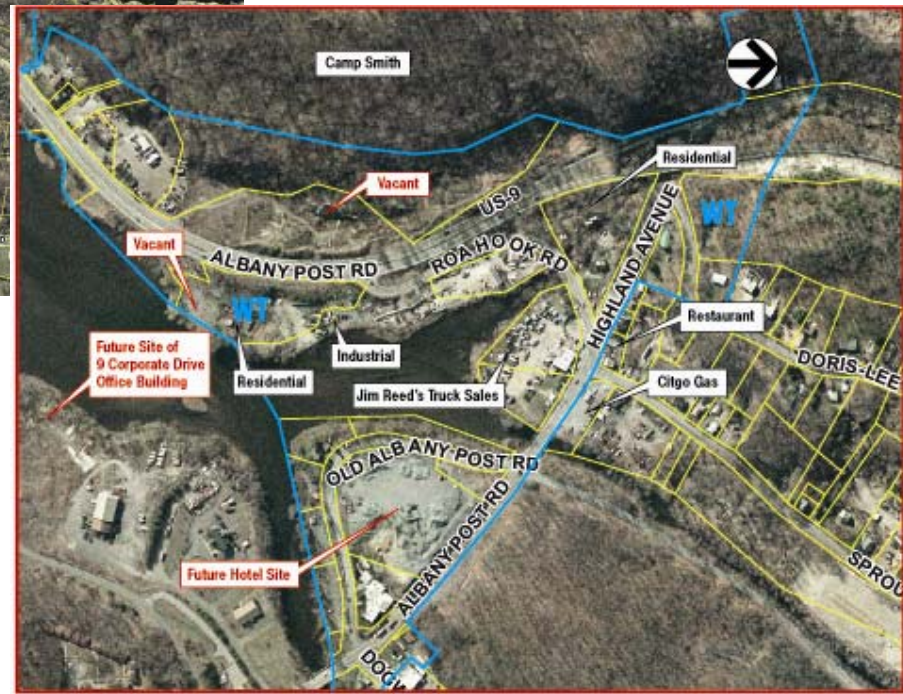 Camp Smith
Residential
Vacant
US-9
WT
Vacant
ALBANY POST RD
ROA HOOK RD
HIGHLAND AVENUE
WT
Restaurant
Future Site of
9 Corporate Drive
Office Building
Residential
Industrial
Jim Reed's Truck Sales
Citgo Gas
DORIS-LEE
OLD ALBANY POST RD
ALBANY POST RD
Future Hotel Site
SPROU
DOCK